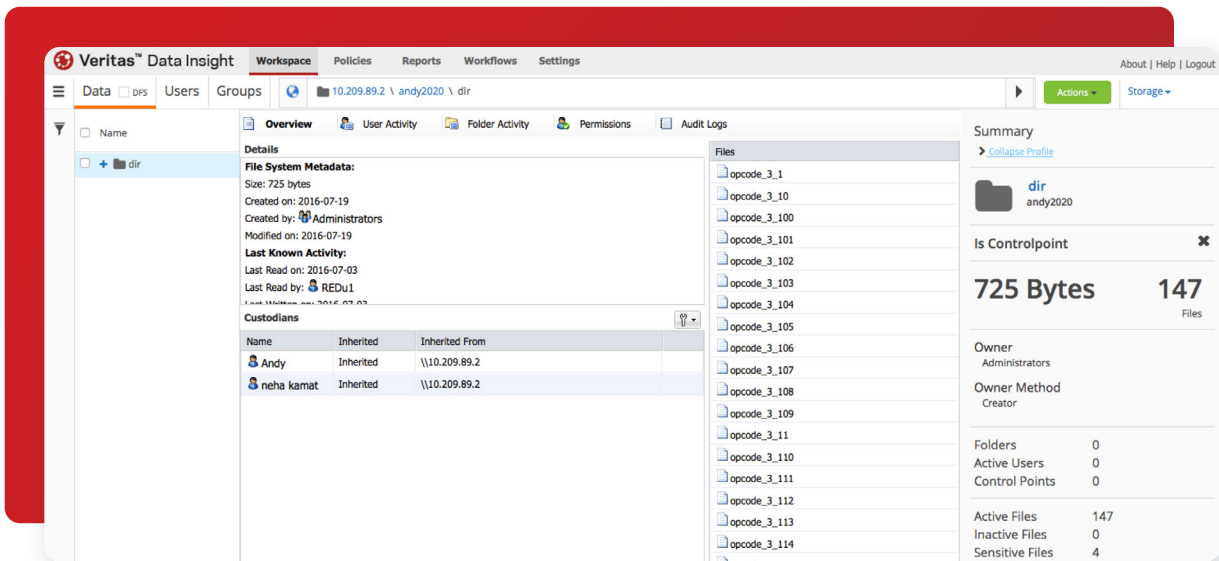 Veritas™ Data Insight Workspace Policies Reports Workflows Settings
About | Help | Logout
Data DFS Users Groups 10.209.89.2 \ andy2020 \ dir Actions Storage
Name
+ dir
Overview User Activity Folder Activity Permissions Audit Logs
Details
File System Metadata:
Size: 725 bytes
Created on: 2016-07-19
Created by: Administrators
Modified on: 2016-07-19
Last Known Activity:
Last Read on: 2016-07-03
Last Read by: REDu1
Last Written on: 2016-07-03
Custodians
Name Inherited Inherited From
Andy Inherited \\10.209.89.2
neha kamat Inherited \\10.209.89.2
Files
opcode_3_1
opcode_3_10
opcode_3_100
opcode_3_101
opcode_3_102
opcode_3_103
opcode_3_104
opcode_3_105
opcode_3_106
opcode_3_107
opcode_3_108
opcode_3_109
opcode_3_11
opcode_3_110
opcode_3_111
opcode_3_112
opcode_3_113
opcode_3_114
Summary
Collapse Profile
dir
andy2020
Is Controlpoint
725 Bytes 147
Files
Owner
Administrators
Owner Method
Creator
Folders 0
Active Users 0
Control Points 0
Active Files 147
Inactive Files 0
Sensitive Files 4